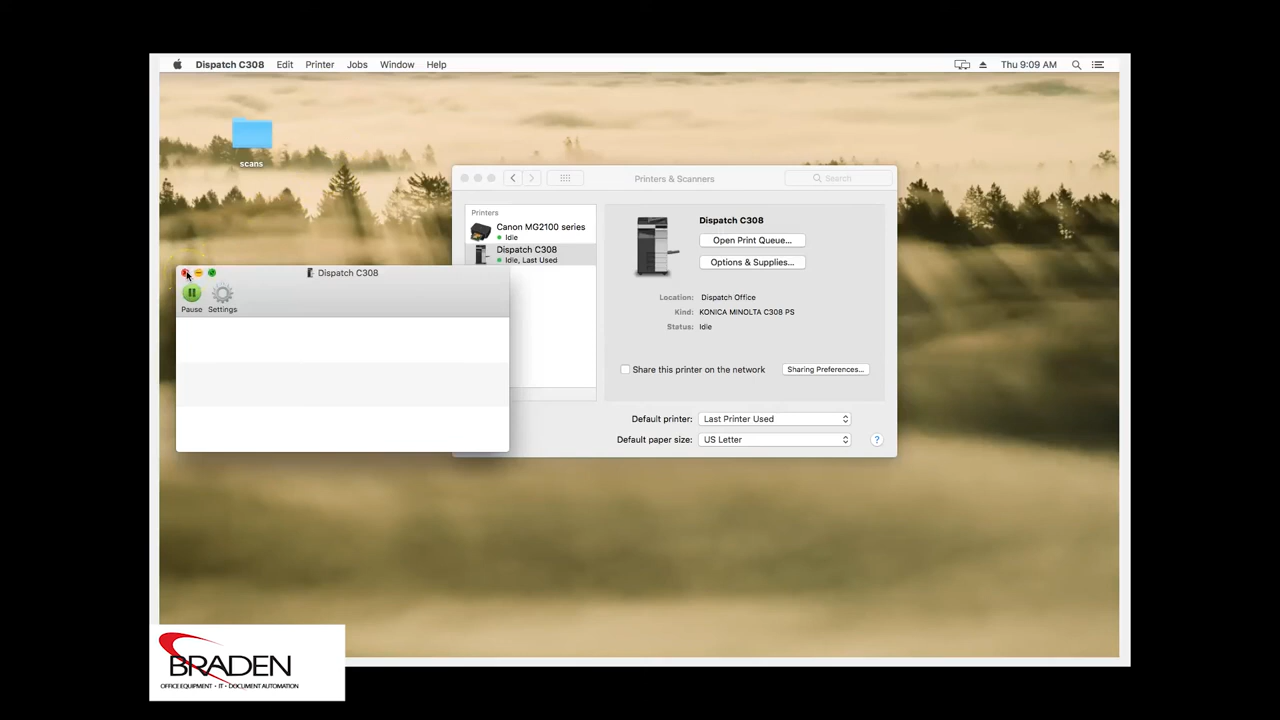 Dispatch C308 Edit Printer Jobs Window Help Thu 9:09 AM
scans
Printers & Scanners Search
Printers
Canon MG2100 series
Idle
Dispatch C308
Idle, Last Used
Dispatch C308
Open Print Queue...
Options & Supplies...
Location: Dispatch Office
Kind: KONICA MINOLTA C308 PS
Status: Idle
Share this printer on the network Sharing Preferences...
Default printer: Last Printer Used
Default paper size: US Letter ?
Dispatch C308
Pause Settings
BRADEN
OFFICE EQUIPMENT • IT • DOCUMENT AUTOMATION